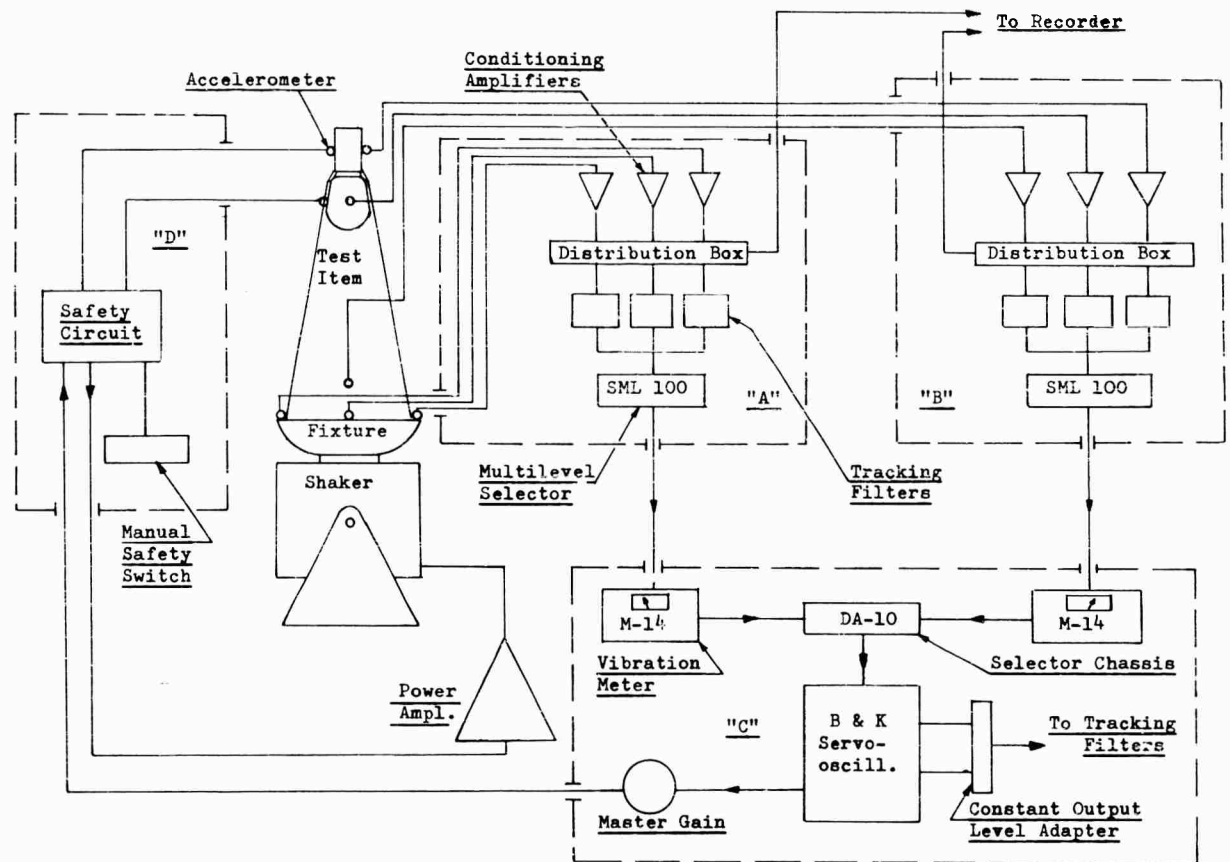 To Recorder
Conditioning
Amplifiers
Accelerometer
"D"
Test
Item
Distribution Box
Distribution Box
Safety
Circuit
SML 100
"A"
"B"
SML 100
Fixture
Shaker
Multilevel
Selector
Tracking
Filters
Manual
Safety
Switch
M-14
DA-10
M-14
Vibration
Meter
Selector Chassis
Power
Ampl.
"C"
B & K
Servo-
oscill.
To Tracking
Filters
Master Gain
Constant Output
Level Adapter